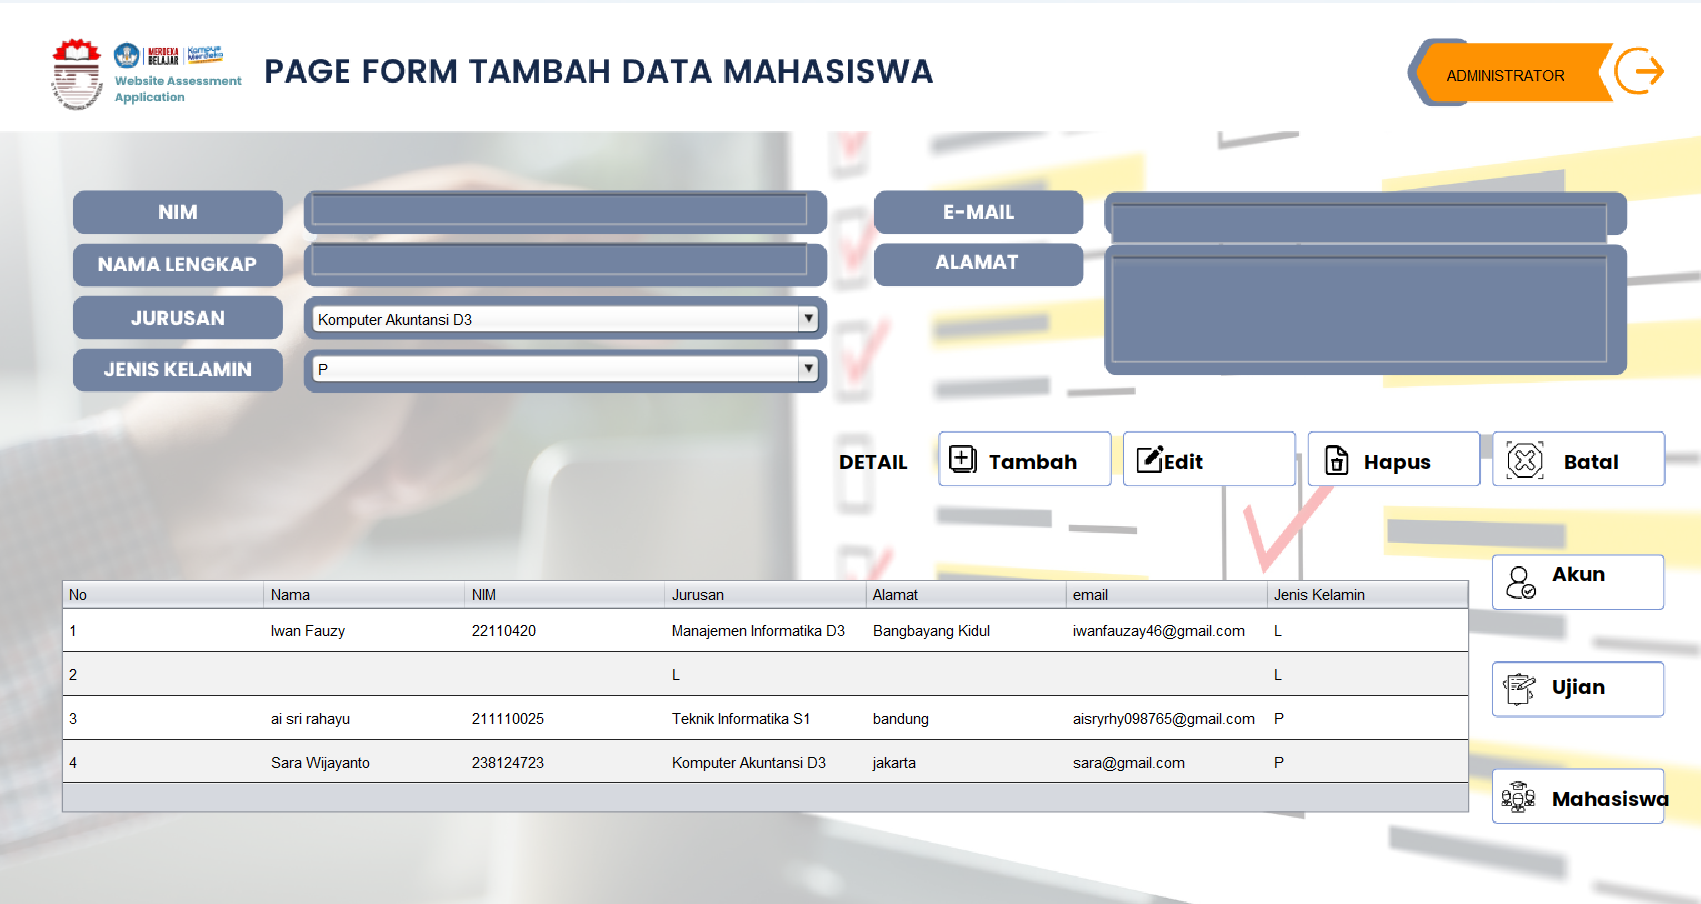 MERDEKA
BELAJAR
Kampus
Merdeka
Website Assessment
Application
PAGE FORM TAMBAH DATA MAHASISWA
ADMINISTRATOR
NIM
E-MAIL
NAMA LENGKAP
ALAMAT
JURUSAN
Komputer Akuntansi D3
JENIS KELAMIN
P
DETAIL
Tambah
Edit
Hapus
Batal
No Nama NIM Jurusan Alamat email Jenis Kelamin
1 Iwan Fauzy 22110420 Manajemen Informatika D3 Bangbayang Kidul iwanfauzay46@gmail.com L
2 L L
3 ai sri rahayu 211110025 Teknik Informatika S1 bandung aisryrhy098765@gmail.com P
4 Sara Wijayanto 238124723 Komputer Akuntansi D3 jakarta sara@gmail.com P
Akun
Ujian
Mahasiswa